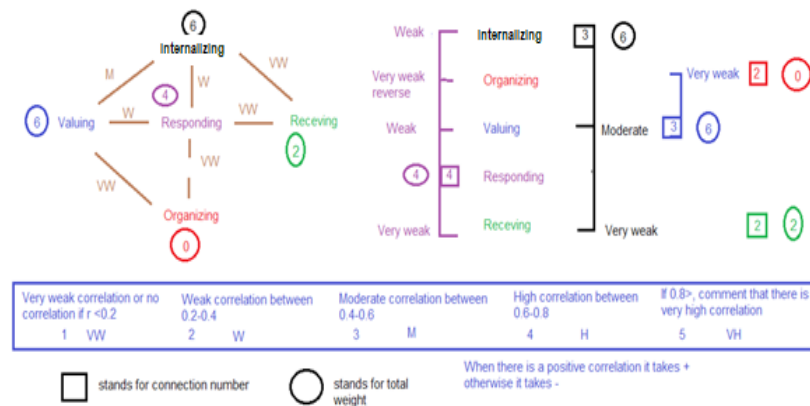 6
Internalizing
M
W
VW
4
6
Valuing
W
Responding
VW
Receving
2
VW
VW
Organizing
0
Weak
Internalizing
3
6
Very weak
reverse
Organizing
Very weak
2
0
Weak
Valuing
Moderate
3
6
4
4
Responding
Very weak
Receving
Very weak
2
2
Very weak correlation or no
correlation if r <0.2
1 VW
Weak correlation between
0.2-0.4
2 W
Moderate correlation between
0.4-0.6
3 M
High correlation between
0.6-0.8
4 H
If 0.8>, comment that there is
very high correlation
5 VH
stands for connection number
stands for total
weight
When there is a positive correlation it takes +
otherwise it takes -